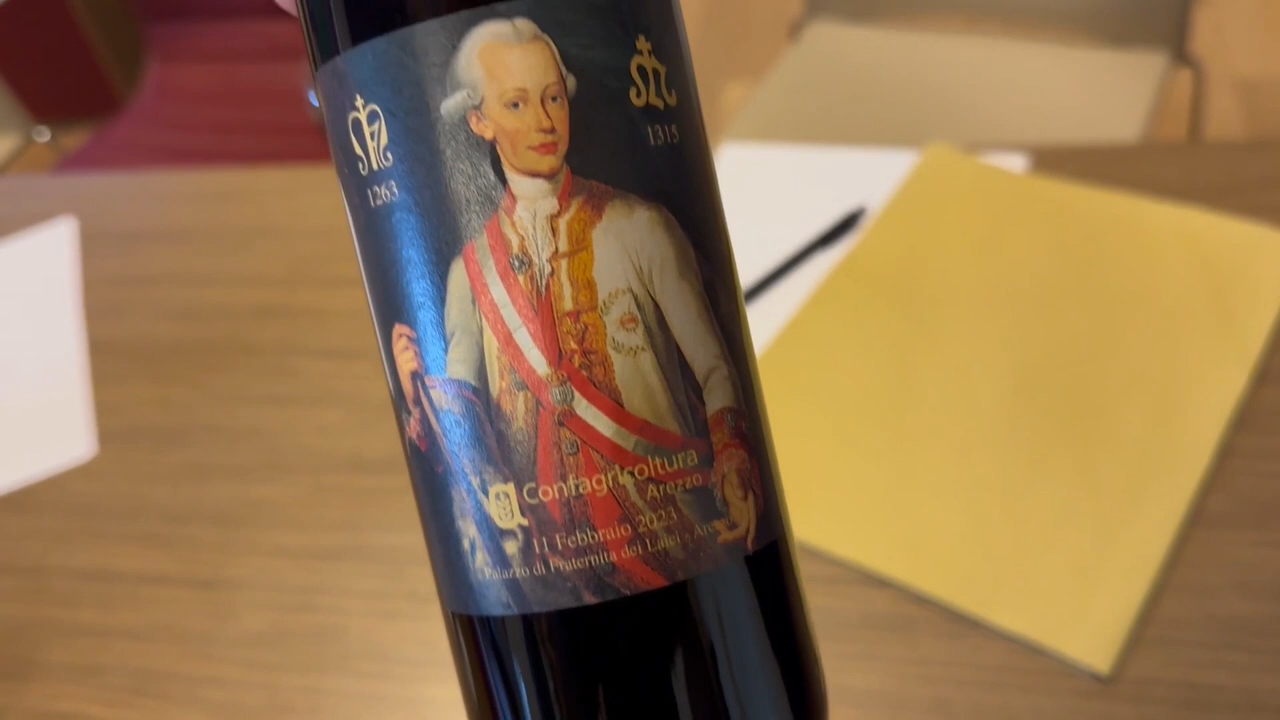 1263
1315
Confagricoltura
Arezzo
11 Febbraio 2023
Palazzo di Fraternita dei Laici -